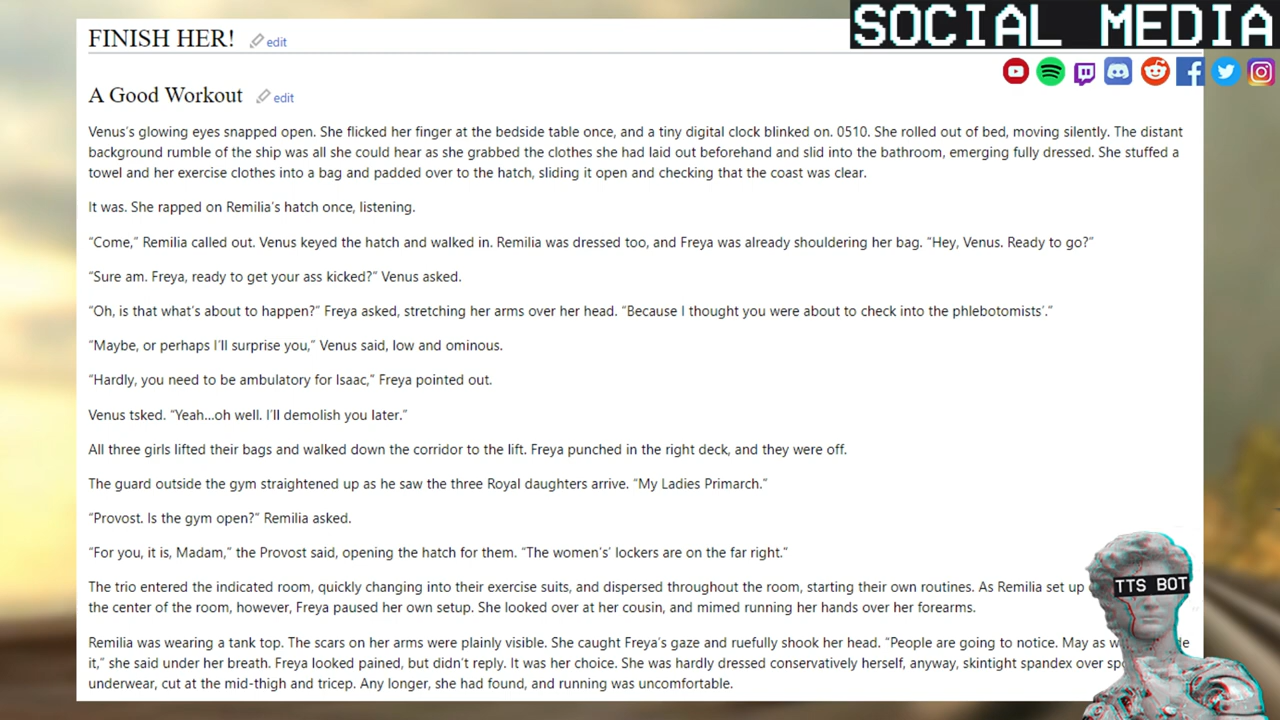 SOCIAL MEDIA
FINISH HER! edit
A Good Workout edit
Venus's glowing eyes snapped open. She flicked her finger at the bedside table once, and a tiny digital clock blinked on. 0510. She rolled out of bed, moving silently. The distant
background rumble of the ship was all she could hear as she grabbed the clothes she had laid out beforehand and slid into the bathroom, emerging fully dressed. She stuffed a
towel and her exercise clothes into a bag and padded over to the hatch, sliding it open and checking that the coast was clear.
It was. She rapped on Remilia's hatch once, listening.
“Come,” Remilia called out. Venus keyed the hatch and walked in. Remilia was dressed too, and Freya was already shouldering her bag. “Hey, Venus. Ready to go?”
“Sure am. Freya, ready to get your ass kicked?” Venus asked.
“Oh, is that what's about to happen?” Freya asked, stretching her arms over her head. “Because I thought you were about to check into the phlebotomists'.”
“Maybe, or perhaps I'll surprise you,” Venus said, low and ominous.
“Hardly, you need to be ambulatory for Isaac,” Freya pointed out.
Venus tsked. “Yeah…oh well. I'll demolish you later.”
All three girls lifted their bags and walked down the corridor to the lift. Freya punched in the right deck, and they were off.
The guard outside the gym straightened up as he saw the three Royal daughters arrive. “My Ladies Primarch.”
“Provost. Is the gym open?” Remilia asked.
“For you, it is, Madam,” the Provost said, opening the hatch for them. “The women's' lockers are on the far right.”
The trio entered the indicated room, quickly changing into their exercise suits, and dispersed throughout the room, starting their own routines. As Remilia set up
the center of the room, however, Freya paused her own setup. She looked over at her cousin, and mimed running her hands over her forearms.
Remilia was wearing a tank top. The scars on her arms were plainly visible. She caught Freya's gaze and ruefully shook her head. “People are going to notice. May as
it,” she said under her breath. Freya looked pained, but didn't reply. It was her choice. She was hardly dressed conservatively herself, anyway, skintight spandex over
underwear, cut at the mid-thigh and tricep. Any longer, she had found, and running was uncomfortable.
TTS BOT